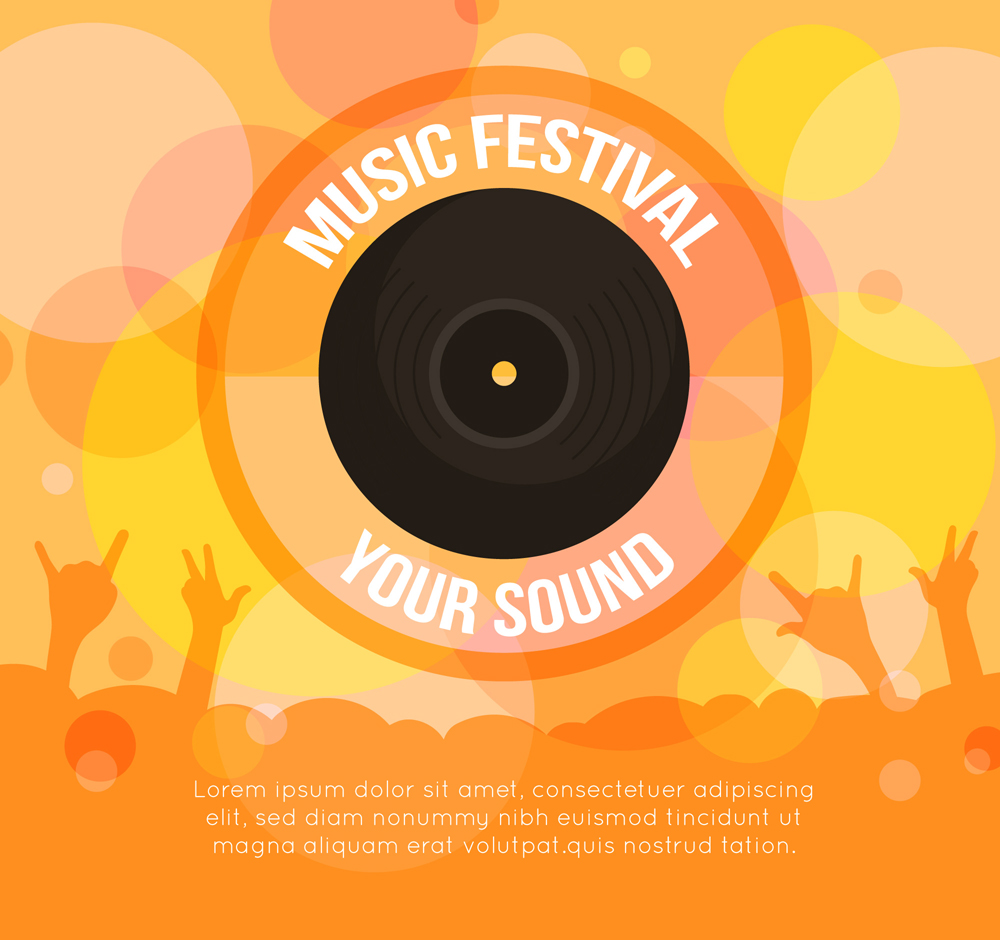 MUSIC FESTIVAL
YOUR SOUND
Lorem ipsum dolor sit amet, consectetuer adipiscing
elit, sed diam nonummy nibh euismod tincidunt ut
magna aliquam erat volutpat.quis nostrud tation.